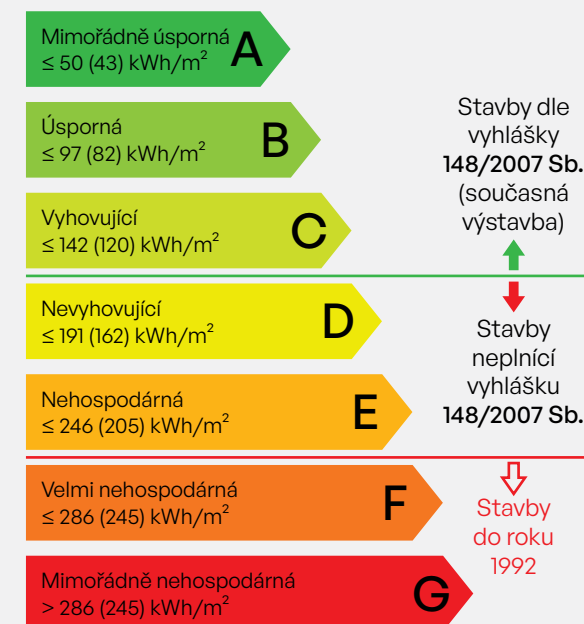 Mimořádně úsporná
≤ 50 (43) kWh/m²
A
Úsporná
≤ 97 (82) kWh/m²
B
Vyhovující
≤ 142 (120) kWh/m²
C
Stavby dle
vyhlášky
148/2007 Sb.
(současná
výstavba)
Nevyhovující
≤ 191 (162) kWh/m²
D
Nehospodárná
≤ 246 (205) kWh/m²
E
Stavby
neplnící
vyhlášku
148/2007 Sb.
Velmi nehospodárná
≤ 286 (245) kWh/m²
F
Mimořádně nehospodárná
> 286 (245) kWh/m²
G
Stavby
do roku
1992